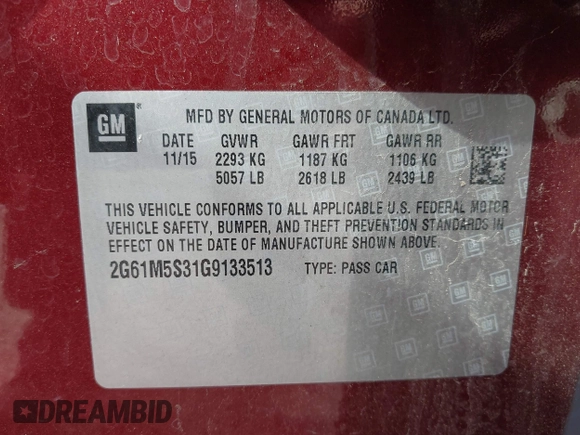 GM
MFD BY GENERAL MOTORS OF CANADA LTD.
DATE GVWR GAWR FRT GAWR RR
11/15 2293 KG 1187 KG 1106 KG
5057 LB 2618 LB 2439 LB
THIS VEHICLE CONFORMS TO ALL APPLICABLE U.S. FEDERAL MOTOR
VEHICLE SAFETY, BUMPER, AND THEFT PREVENTION STANDARDS IN
EFFECT ON THE DATE OF MANUFACTURE SHOWN ABOVE.
2G61M5S31G9133513 TYPE: PASS CAR
DREAMBID